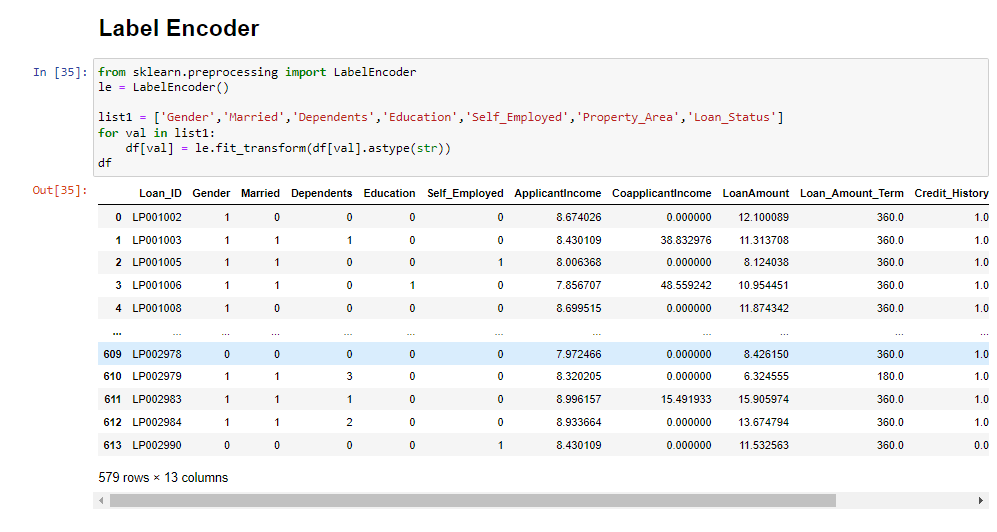 Label Encoder
In [35]: from sklearn.preprocessing import LabelEncoder
le = LabelEncoder()
list1 = ['Gender','Married','Dependents','Education','Self_Employed','Property_Area','Loan_Status']
for val in list1:
    df[val] = le.fit_transform(df[val].astype(str))
df
Out[35]:
Loan_ID Gender Married Dependents Education Self_Employed ApplicantIncome CoapplicantIncome LoanAmount Loan_Amount_Term Credit_History
0 LP001002 1 0 0 0 0 8.674026 0.000000 12.100089 360.0 1.0
1 LP001003 1 1 1 0 0 8.430109 38.832976 11.313708 360.0 1.0
2 LP001005 1 1 0 0 1 8.006368 0.000000 8.124038 360.0 1.0
3 LP001006 1 1 0 1 0 7.856707 48.559242 10.954451 360.0 1.0
4 LP001008 1 0 0 0 0 8.699515 0.000000 11.874342 360.0 1.0
... ... ... ... ... ... ... ... ... ... ... ...
609 LP002978 0 0 0 0 0 7.972466 0.000000 8.426150 360.0 1.0
610 LP002979 1 1 3 0 0 8.320205 0.000000 6.324555 180.0 1.0
611 LP002983 1 1 1 0 0 8.996157 15.491933 15.905974 360.0 1.0
612 LP002984 1 1 2 0 0 8.933664 0.000000 13.674794 360.0 1.0
613 LP002990 0 0 0 0 1 8.430109 0.000000 11.532563 360.0 0.0
579 rows × 13 columns